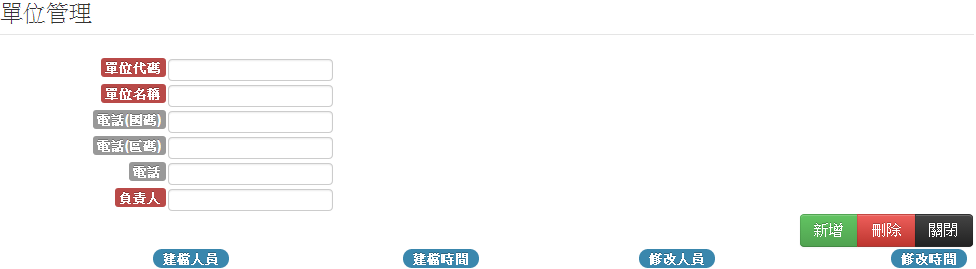 單位管理
單位代碼
單位名稱
電話(國碼)
電話(區碼)
電話
負責人
新增 刪除 關閉
建檔人員 建檔時間 修改人員 修改時間